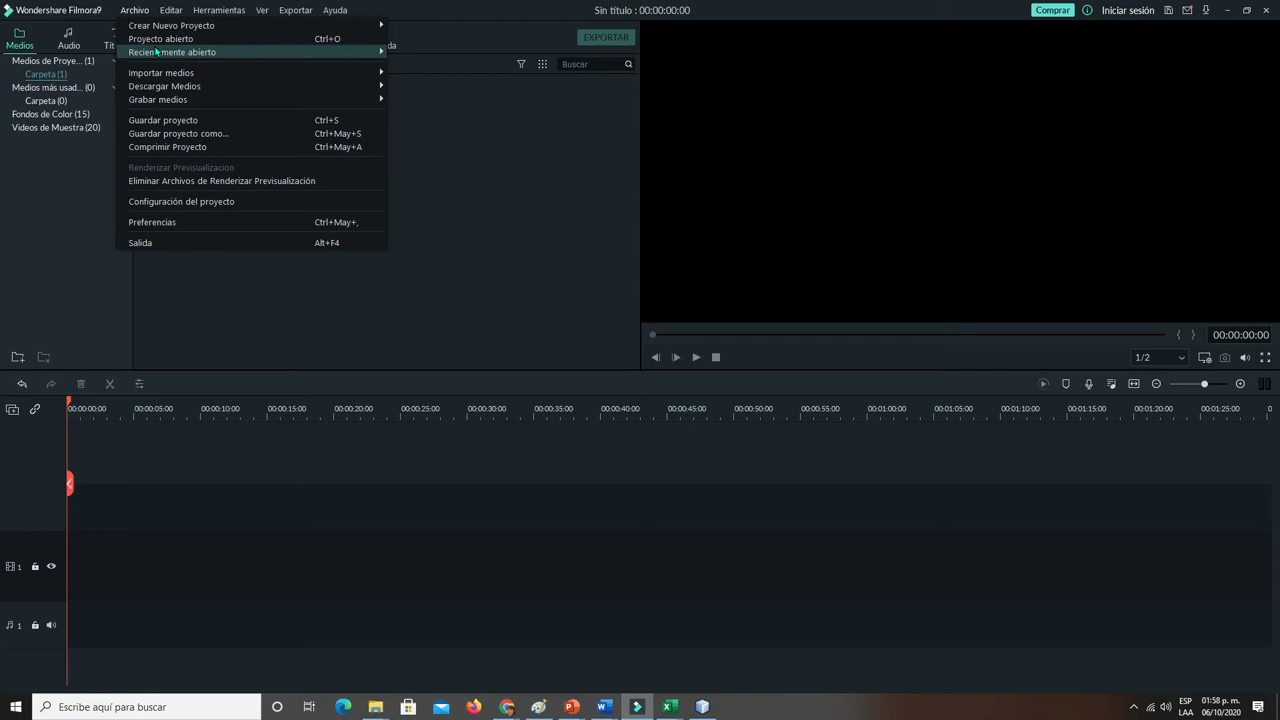 Wondershare Filmora9 Archivo Editar Herramientas Ver Exportar Ayuda Sin título : 00:00:00:00 Comprar Iniciar sesión
Medios Audio
EXPORTAR
Crear Nuevo Proyecto
Proyecto abierto Ctrl+O
Recientemente abierto
Importar medios
Descargar Medios
Grabar medios
Guardar proyecto Ctrl+S
Guardar proyecto como... Ctrl+May+S
Comprimir Proyecto Ctrl+May+A
Renderizar Previsualizacion
Eliminar Archivos de Renderizar Previsualización
Configuración del proyecto
Preferencias Ctrl+May+,
Salida Alt+F4
Buscar
Medios de Proye... (1)
Carpeta (1)
Medios más usad... (0)
Carpeta (0)
Fondos de Color (15)
Videos de Muestra (20)
00:00:00:00
1/2
00:00:00:00 00:00:05:00 00:00:10:00 00:00:15:00 00:00:20:00 00:00:25:00 00:00:30:00 00:00:35:00 00:00:40:00 00:00:45:00 00:00:50:00 00:00:55:00 00:01:00:00 00:01:05:00 00:01:10:00 00:01:15:00 00:01:20:00 00:01:25:00 0
1
1
Escribe aquí para buscar
ESP
LAA
01:58 p. m.
06/10/2020